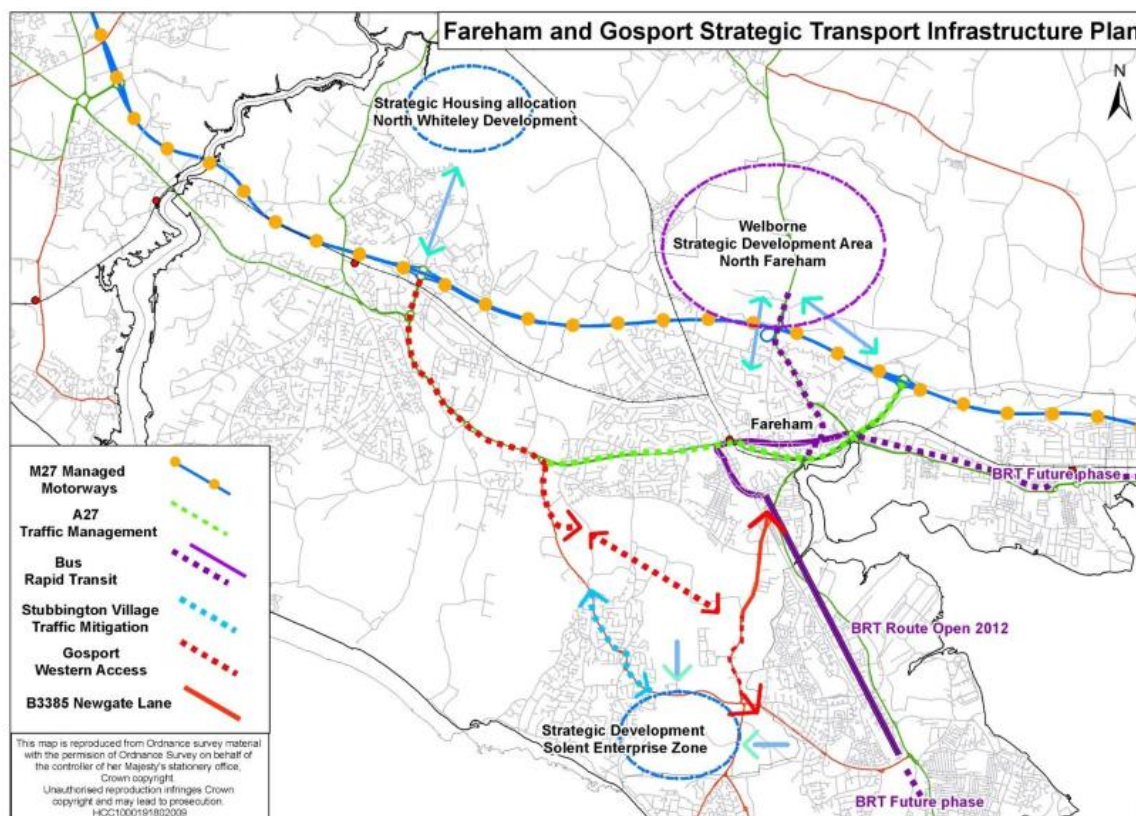 Fareham and Gosport Strategic Transport Infrastructure Plan
N
Strategic Housing allocation
North Whiteley Development
Welborne
Strategic Development Area
North Fareham
Fareham
BRT Future phase
BRT Route Open 2012
Strategic Development
Solent Enterprise Zone
BRT Future phase
M27 Managed
Motorways
A27
Traffic Management
Bus
Rapid Transit
Stubbington Village
Traffic Mitigation
Gosport
Western Access
B3385 Newgate Lane
This map is reproduced from Ordnance survey material
with the permision of Ordnance Survey on behalf of
the controller of her Majesty's stationery office,
Crown copyright.
Unauthorised reproduction infringes Crown
copyright and may lead to prosecution.
HCC1000191802009